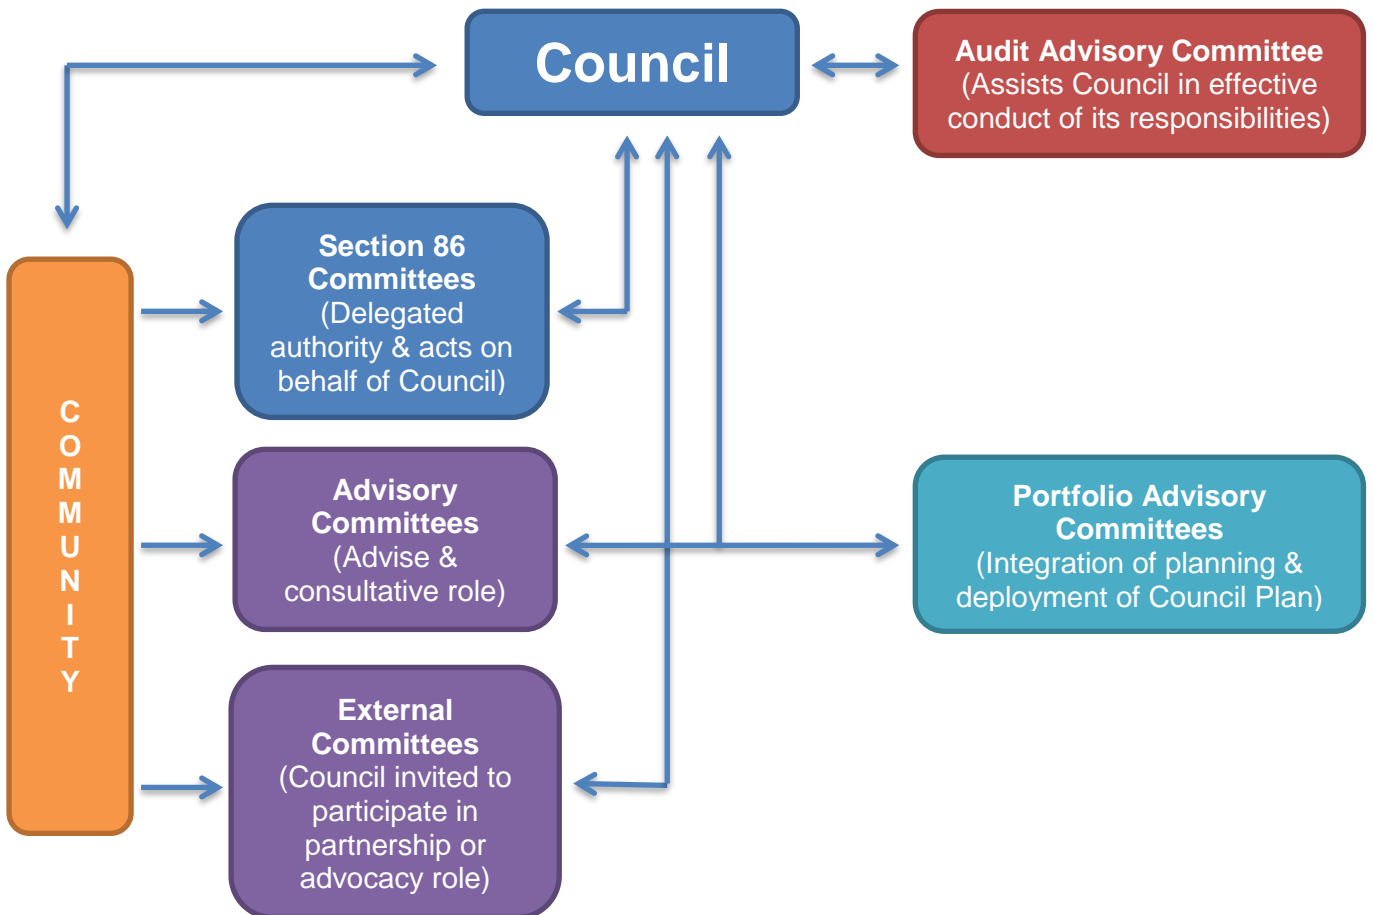 Council
Audit Advisory Committee
(Assists Council in effective
conduct of its responsibilities)
Section 86
Committees
(Delegated
authority & acts on
behalf of Council)
C
O
M
M
U
N
I
T
Y
Advisory
Committees
(Advise &
consultative role)
Portfolio Advisory
Committees
(Integration of planning &
deployment of Council Plan)
External
Committees
(Council invited to
participate in
partnership or
advocacy role)